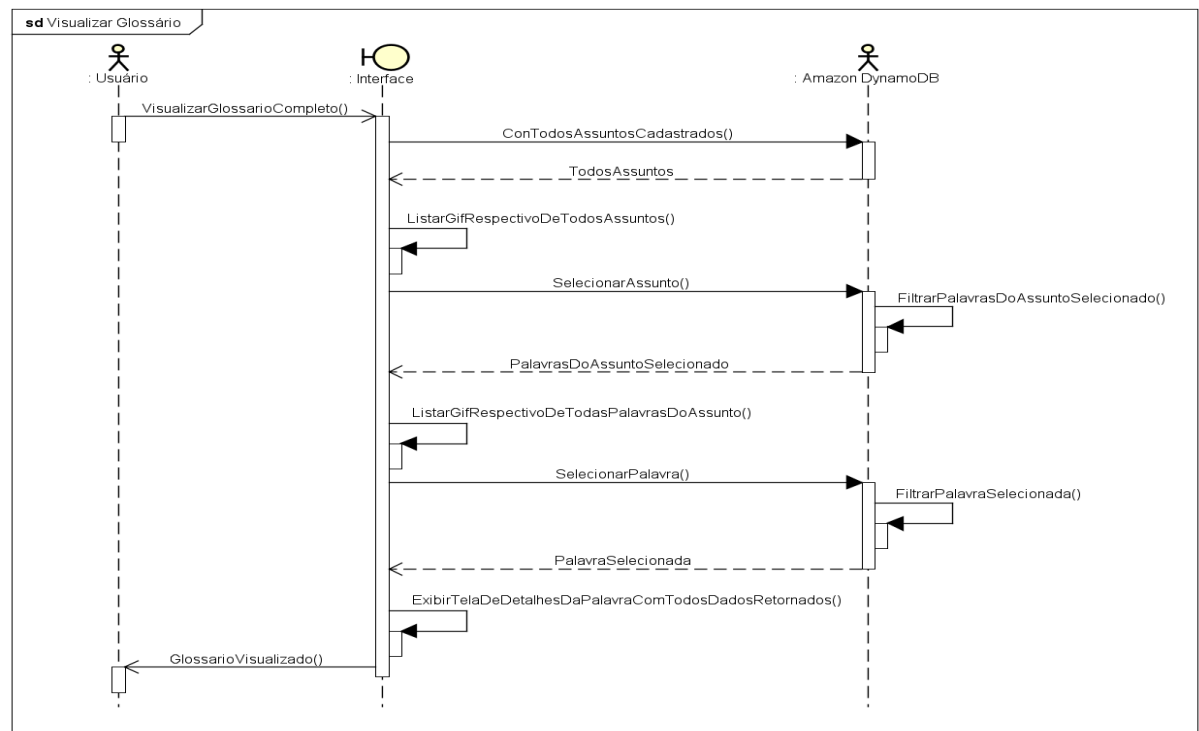 sd Visualizar Glossário
: Usuário
: Interface
: Amazon DynamoDB
VisualizarGlossarioCompleto()
ConTodosAssuntosCadastrados()
TodosAssuntos
ListarGifRespectivoDeTodosAssuntos()
SelecionarAssunto()
FiltrarPalavrasDoAssuntoSelecionado()
PalavrasDoAssuntoSelecionado
ListarGifRespectivoDeTodasPalavrasDoAssunto()
SelecionarPalavra()
FiltrarPalavraSelecionada()
PalavraSelecionada
ExibirTelaDeDetalhesDaPalavraComTodosDadosRetornados()
GlossarioVisualizado()